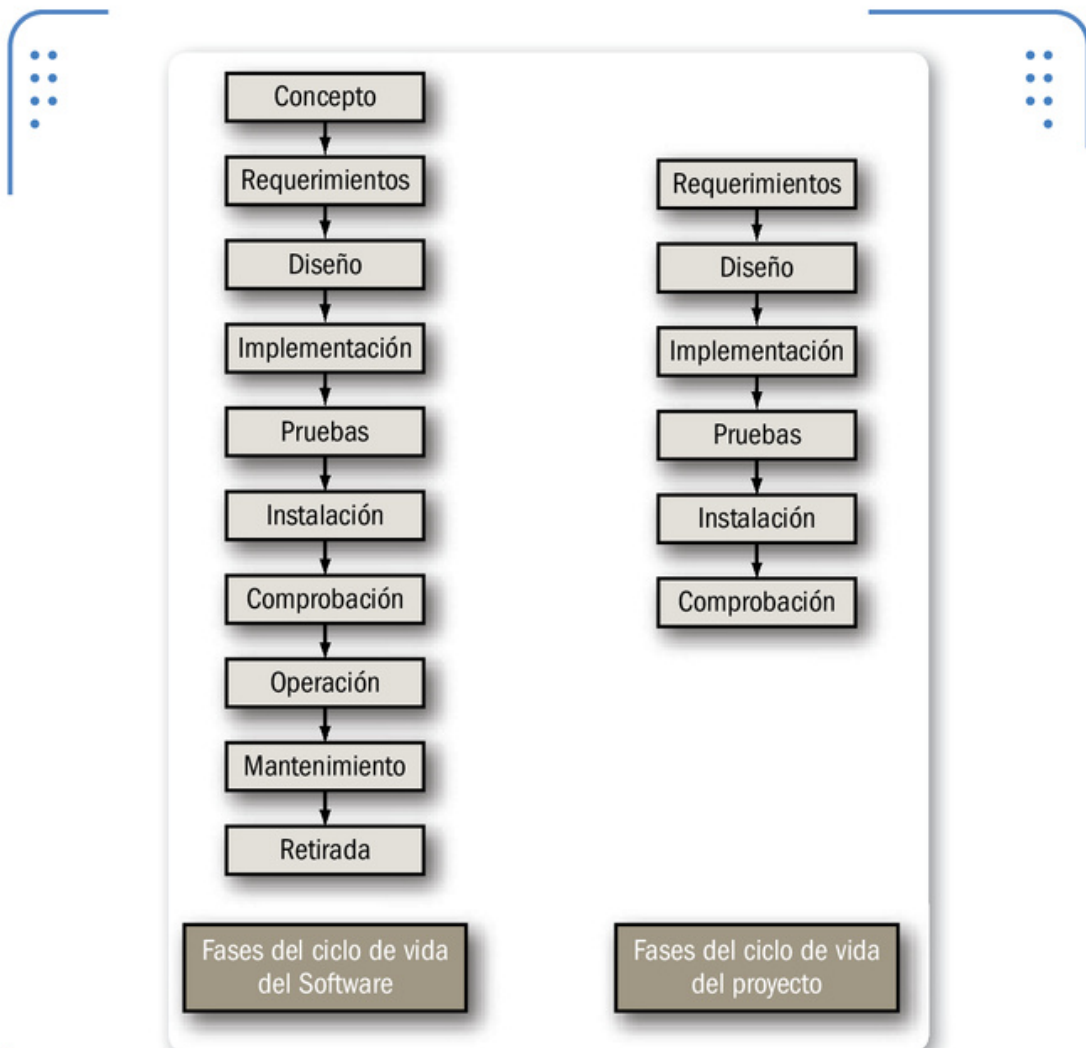 Concepto
Requerimientos
Diseño
Implementación
Pruebas
Instalación
Comprobación
Operación
Mantenimiento
Retirada
Fases del ciclo de vida
del Software
Requerimientos
Diseño
Implementación
Pruebas
Instalación
Comprobación
Fases del ciclo de vida
del proyecto